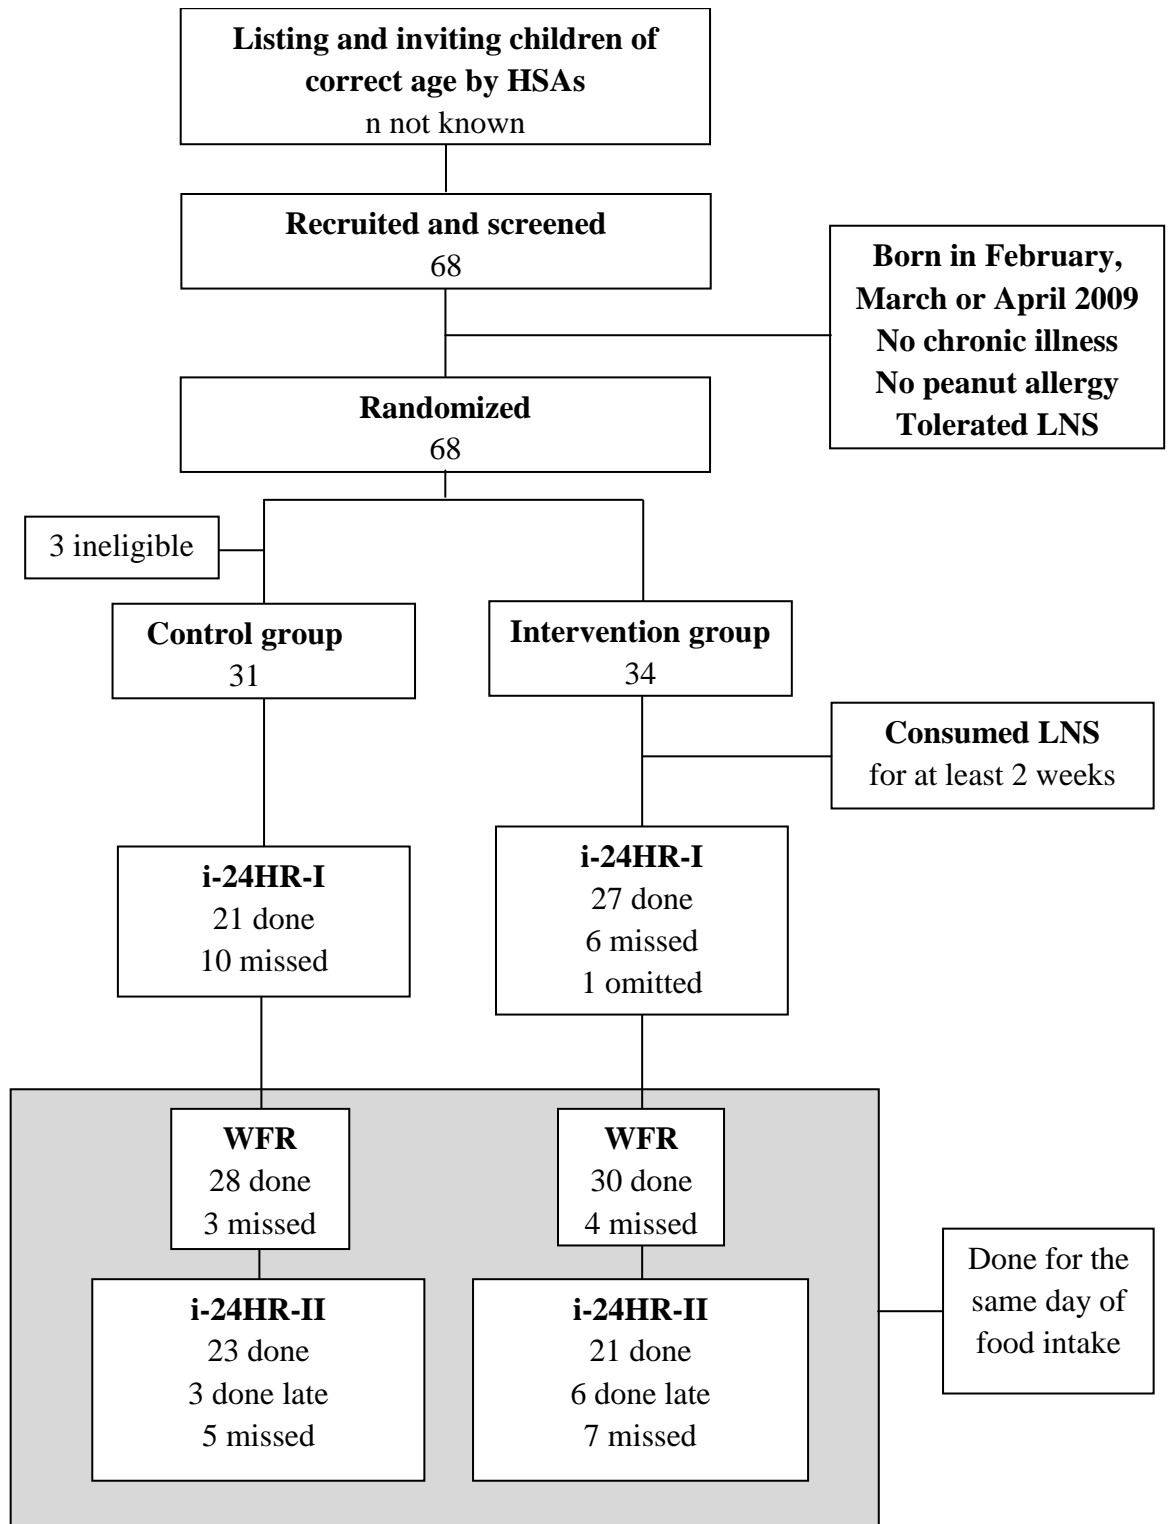 Listing and inviting children of
correct age by HSAs
n not known
Recruited and screened
68
Born in February,
March or April 2009
No chronic illness
No peanut allergy
Tolerated LNS
Randomized
68
3 ineligible
Control group
31
Intervention group
34
Consumed LNS
for at least 2 weeks
i-24HR-I
21 done
10 missed
i-24HR-I
27 done
6 missed
1 omitted
WFR
28 done
3 missed
WFR
30 done
4 missed
i-24HR-II
23 done
3 done late
5 missed
i-24HR-II
21 done
6 done late
7 missed
Done for the
same day of
food intake